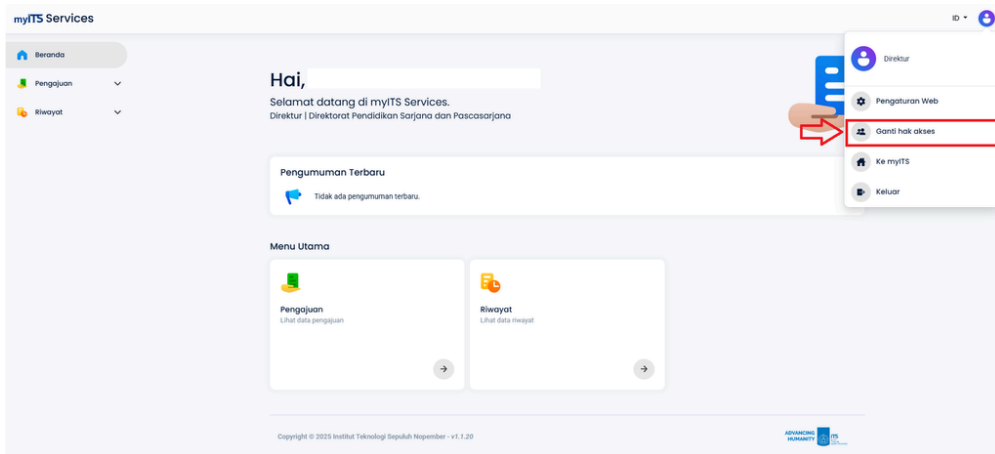 myITS Services
ID
Beranda
Pengajuan
Riwayat
Hai,
Selamat datang di myITS Services.
Direktur | Direktorat Pendidikan Sarjana dan Pascasarjana
Direktur
Pengaturan Web
Ganti hak akses
Ke myITS
Keluar
Pengumuman Terbaru
Tidak ada pengumuman terbaru.
Menu Utama
Pengajuan
Lihat data pengajuan
Riwayat
Lihat data riwayat
Copyright © 2025 Institut Teknologi Sepuluh Nopember - v1.1.20
ADVANCING
HUMANITY
ITS